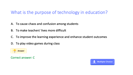 What is the purpose of technology in education?
A. To cause chaos and confusion among students
B. To make teachers' lives more difficult
C. To improve the learning experience and enhance student outcomes
D. To play video games during class
Correct answer: C